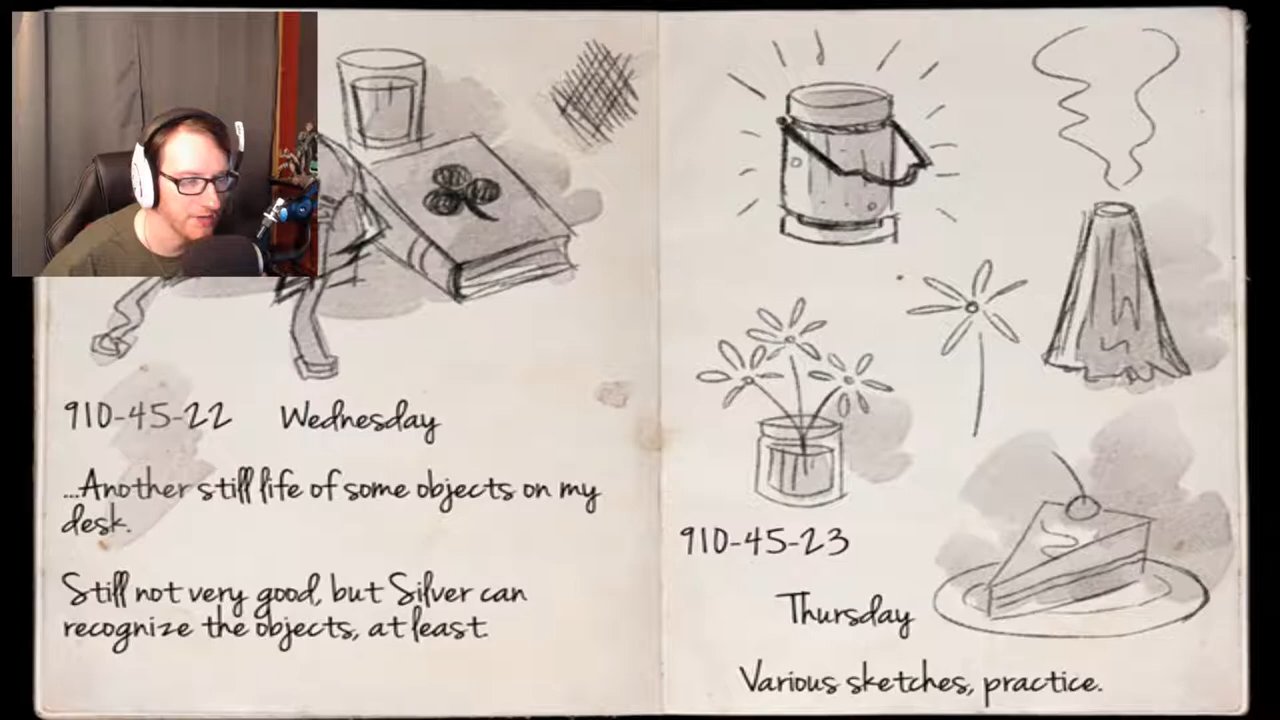 910-45-22 Wednesday
...Another still life of some objects on my
desk.
Still not very good, but Silver can
recognize the objects, at least.
910-45-23
Thursday
Various sketches, practice.